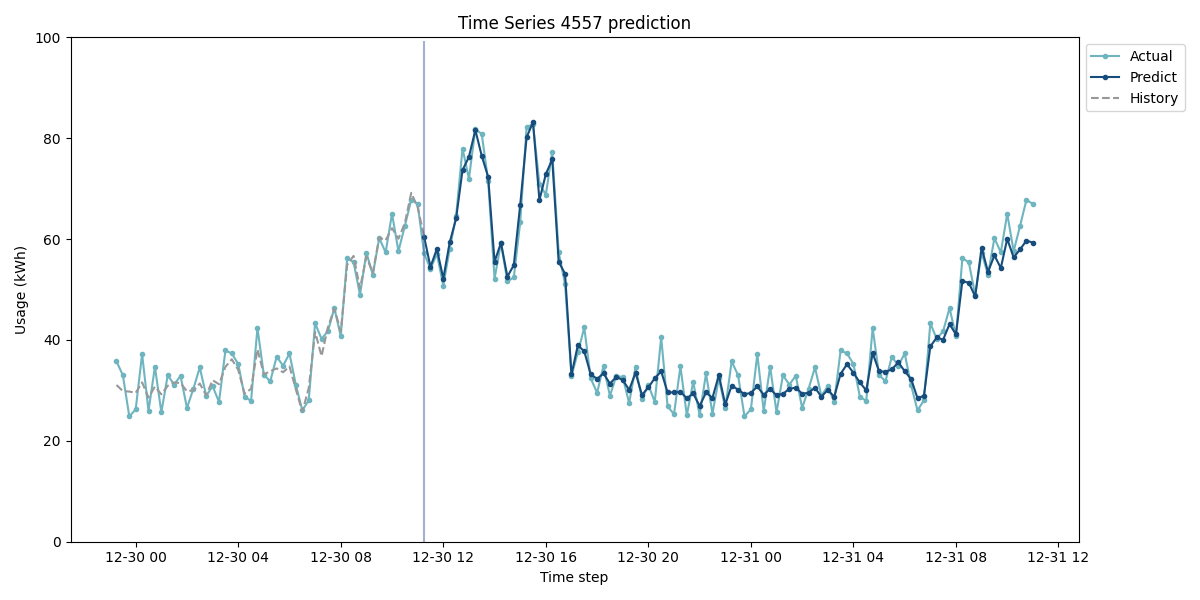 Time Series 4557 prediction
100
80
60
40
20
0
Usage (kWh)
12-30 00
12-30 04
12-30 08
12-30 12
12-30 16
12-30 20
12-31 00
12-31 04
12-31 08
12-31 12
Time step
Actual
Predict
History